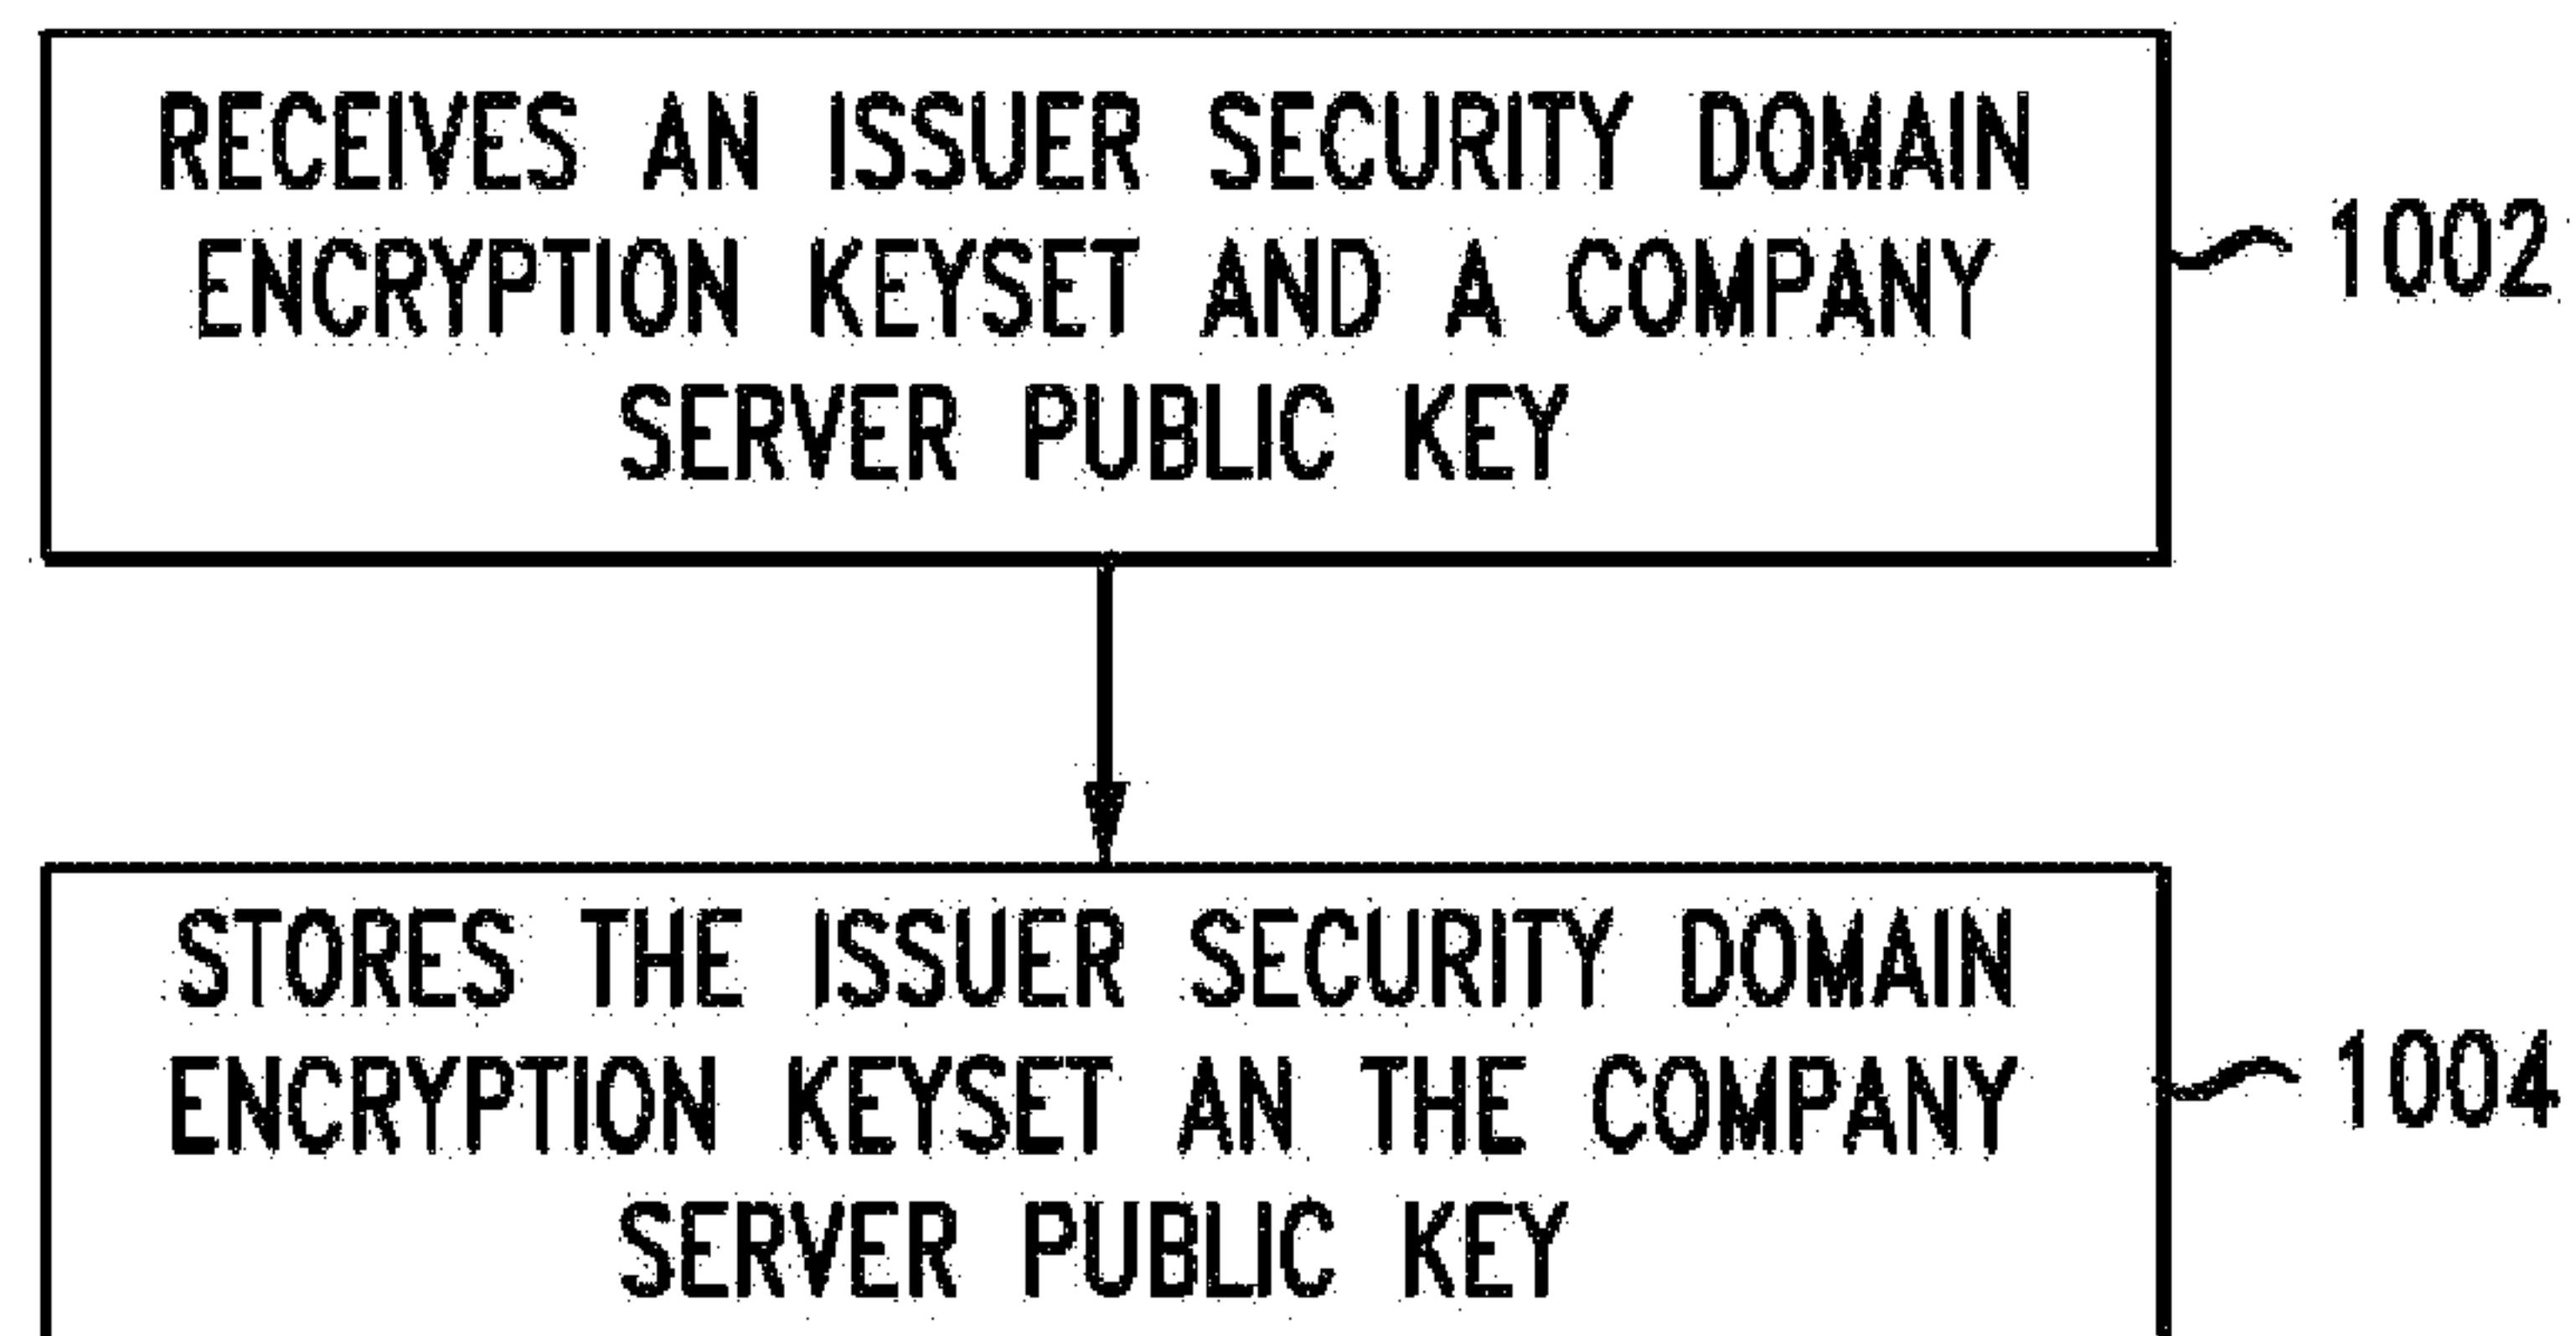 RECEIVES AN ISSUER SECURITY DOMAIN
ENCRYPTION KEYSET AND A COMPANY
SERVER PUBLIC KEY
1002
STORES THE ISSUER SECURITY DOMAIN
ENCRYPTION KEYSET AN THE COMPANY
SERVER PUBLIC KEY
1004